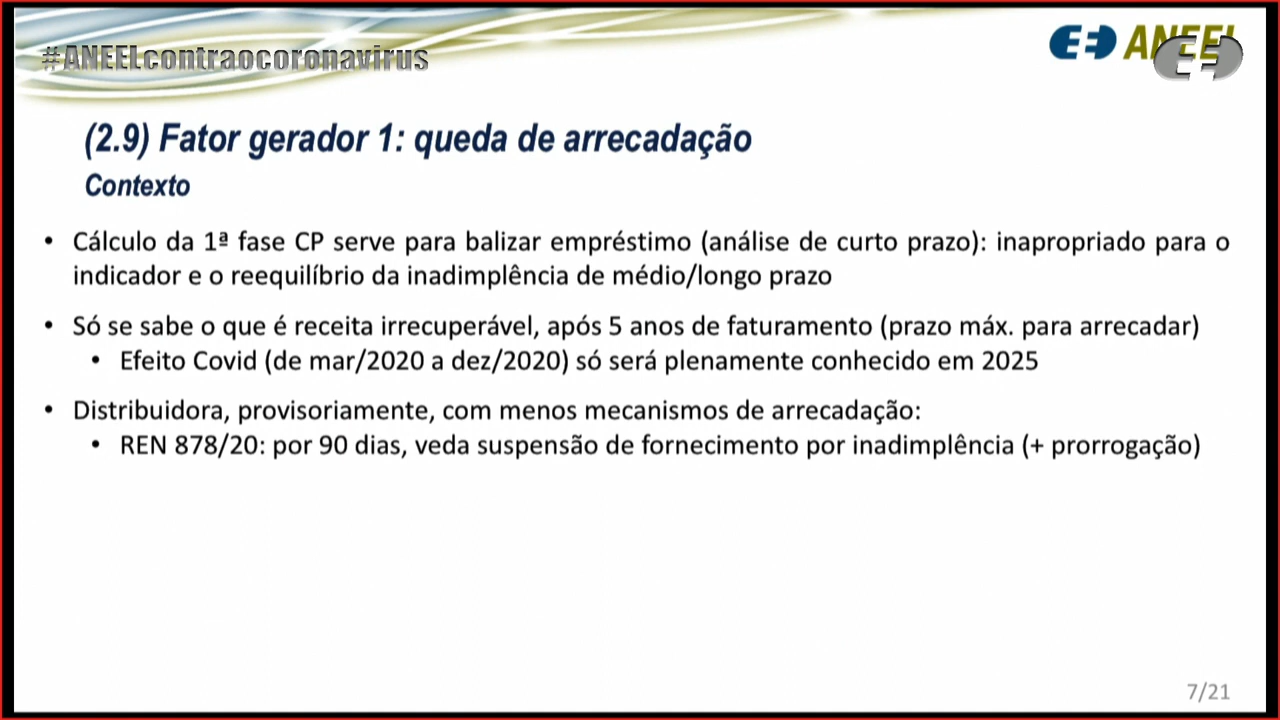 #ANEELcontraocoronavirus
ANEEL
(2.9) Fator gerador 1: queda de arrecadação
Contexto
• Cálculo da 1ª fase CP serve para balizar empréstimo (análise de curto prazo): inapropriado para o
indicador e o reequilíbrio da inadimplência de médio/longo prazo
• Só se sabe o que é receita irrecuperável, após 5 anos de faturamento (prazo máx. para arrecadar)
• Efeito Covid (de mar/2020 a dez/2020) só será plenamente conhecido em 2025
• Distribuidora, provisoriamente, com menos mecanismos de arrecadação:
• REN 878/20: por 90 dias, veda suspensão de fornecimento por inadimplência (+ prorrogação)
7/21